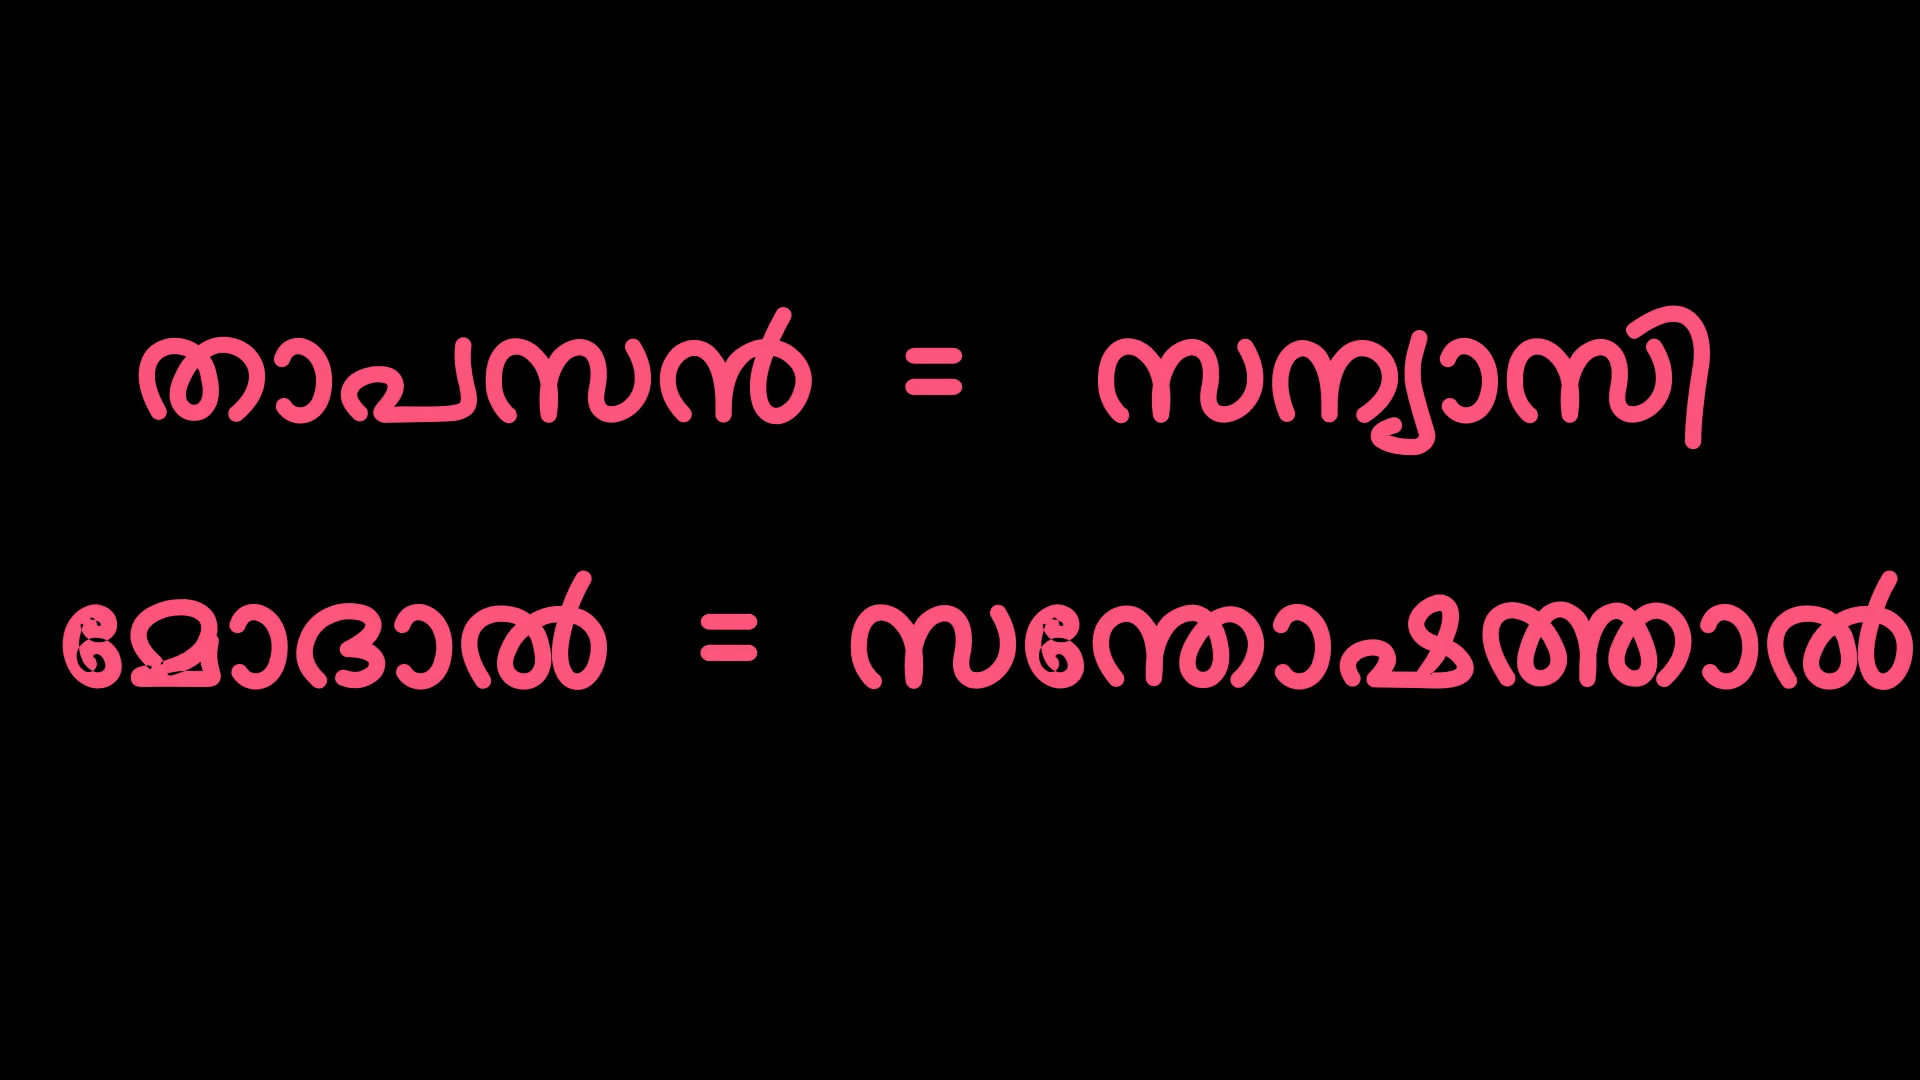 താപസൻ = സന്യാസി
മോദാൽ = സന്തോഷത്താൽ